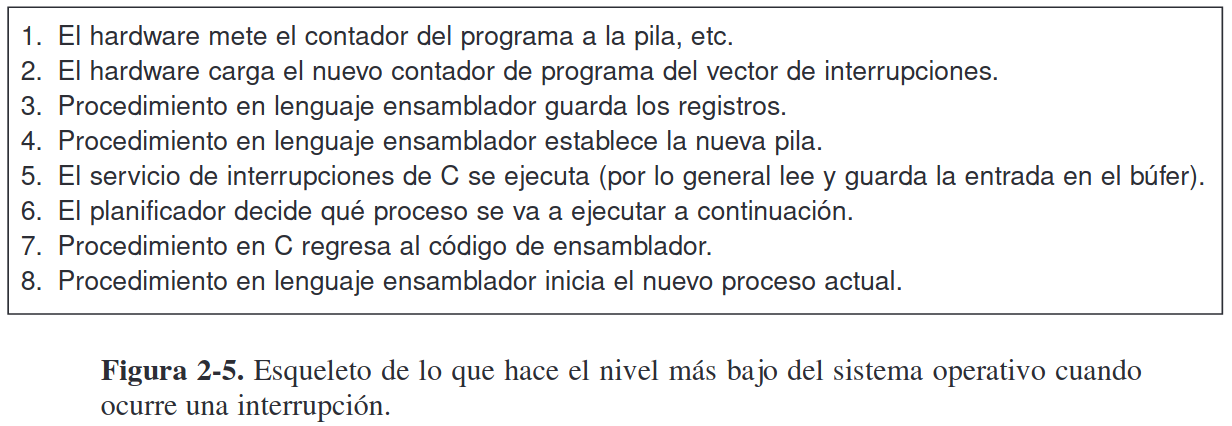 1. El hardware mete el contador del programa a la pila, etc.
2. El hardware carga el nuevo contador de programa del vector de interrupciones.
3. Procedimiento en lenguaje ensamblador guarda los registros.
4. Procedimiento en lenguaje ensamblador establece la nueva pila.
5. El servicio de interrupciones de C se ejecuta (por lo general lee y guarda la entrada en el búfer).
6. El planificador decide qué proceso se va a ejecutar a continuación.
7. Procedimiento en C regresa al código de ensamblador.
8. Procedimiento en lenguaje ensamblador inicia el nuevo proceso actual.
Figura 2-5. Esqueleto de lo que hace el nivel más bajo del sistema operativo cuando
ocurre una interrupción.